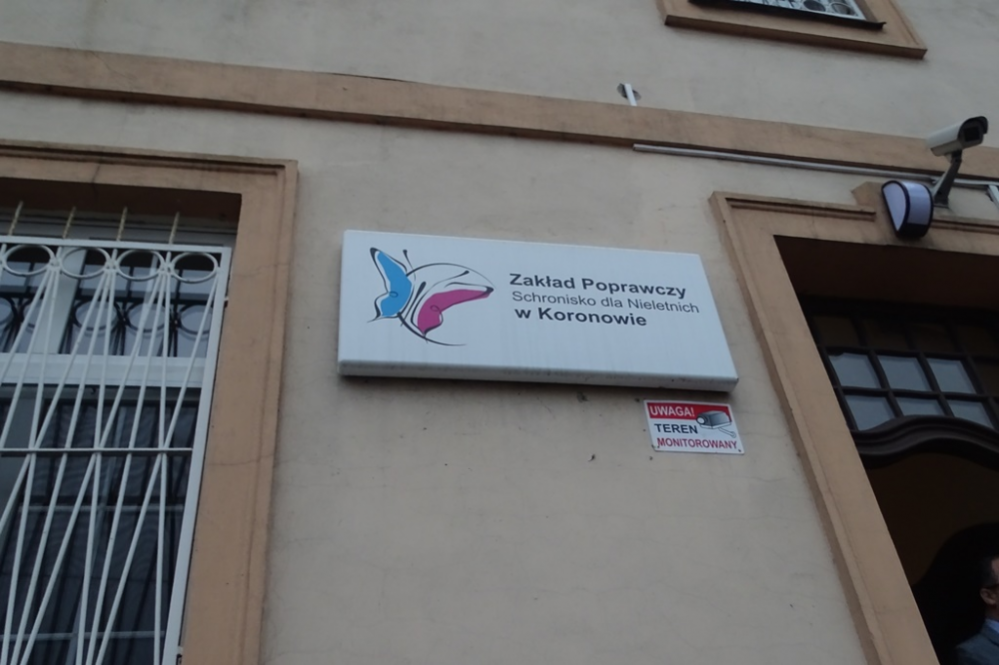 Zakład Poprawczy
Schronisko dla Nieletnich
w Koronowie
UWAGA!
TEREN
MONITOROWANY